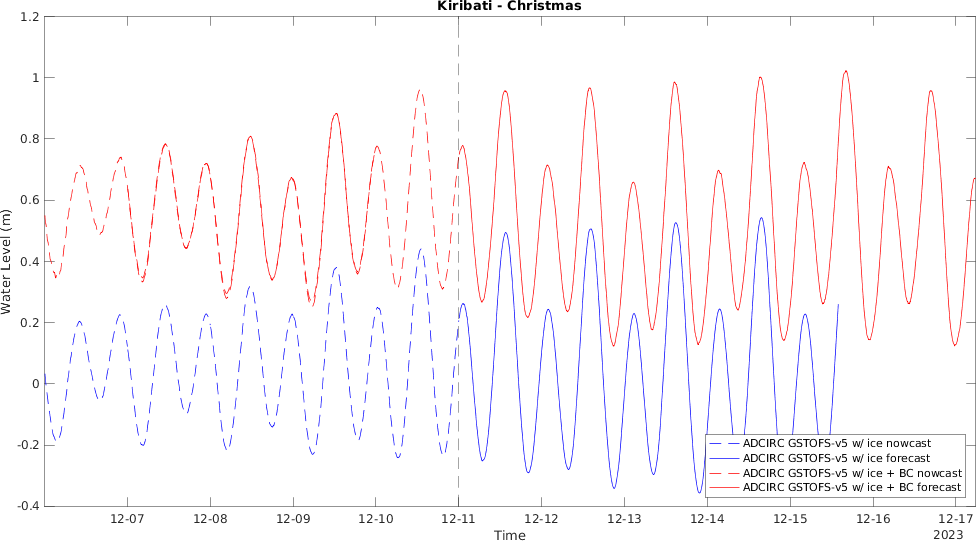 Kiribati - Christmas
1.2
1
0.8
0.6
0.4
0.2
0
-0.2
-0.4
Water Level (m)
ADCIRC GSTOFS-v5 w/ ice nowcast
ADCIRC GSTOFS-v5 w/ ice forecast
ADCIRC GSTOFS-v5 w/ ice + BC nowcast
ADCIRC GSTOFS-v5 w/ ice + BC forecast
12-07 12-08 12-09 12-10 12-11 12-12 12-13 12-14 12-15 12-16 12-17
Time
2023